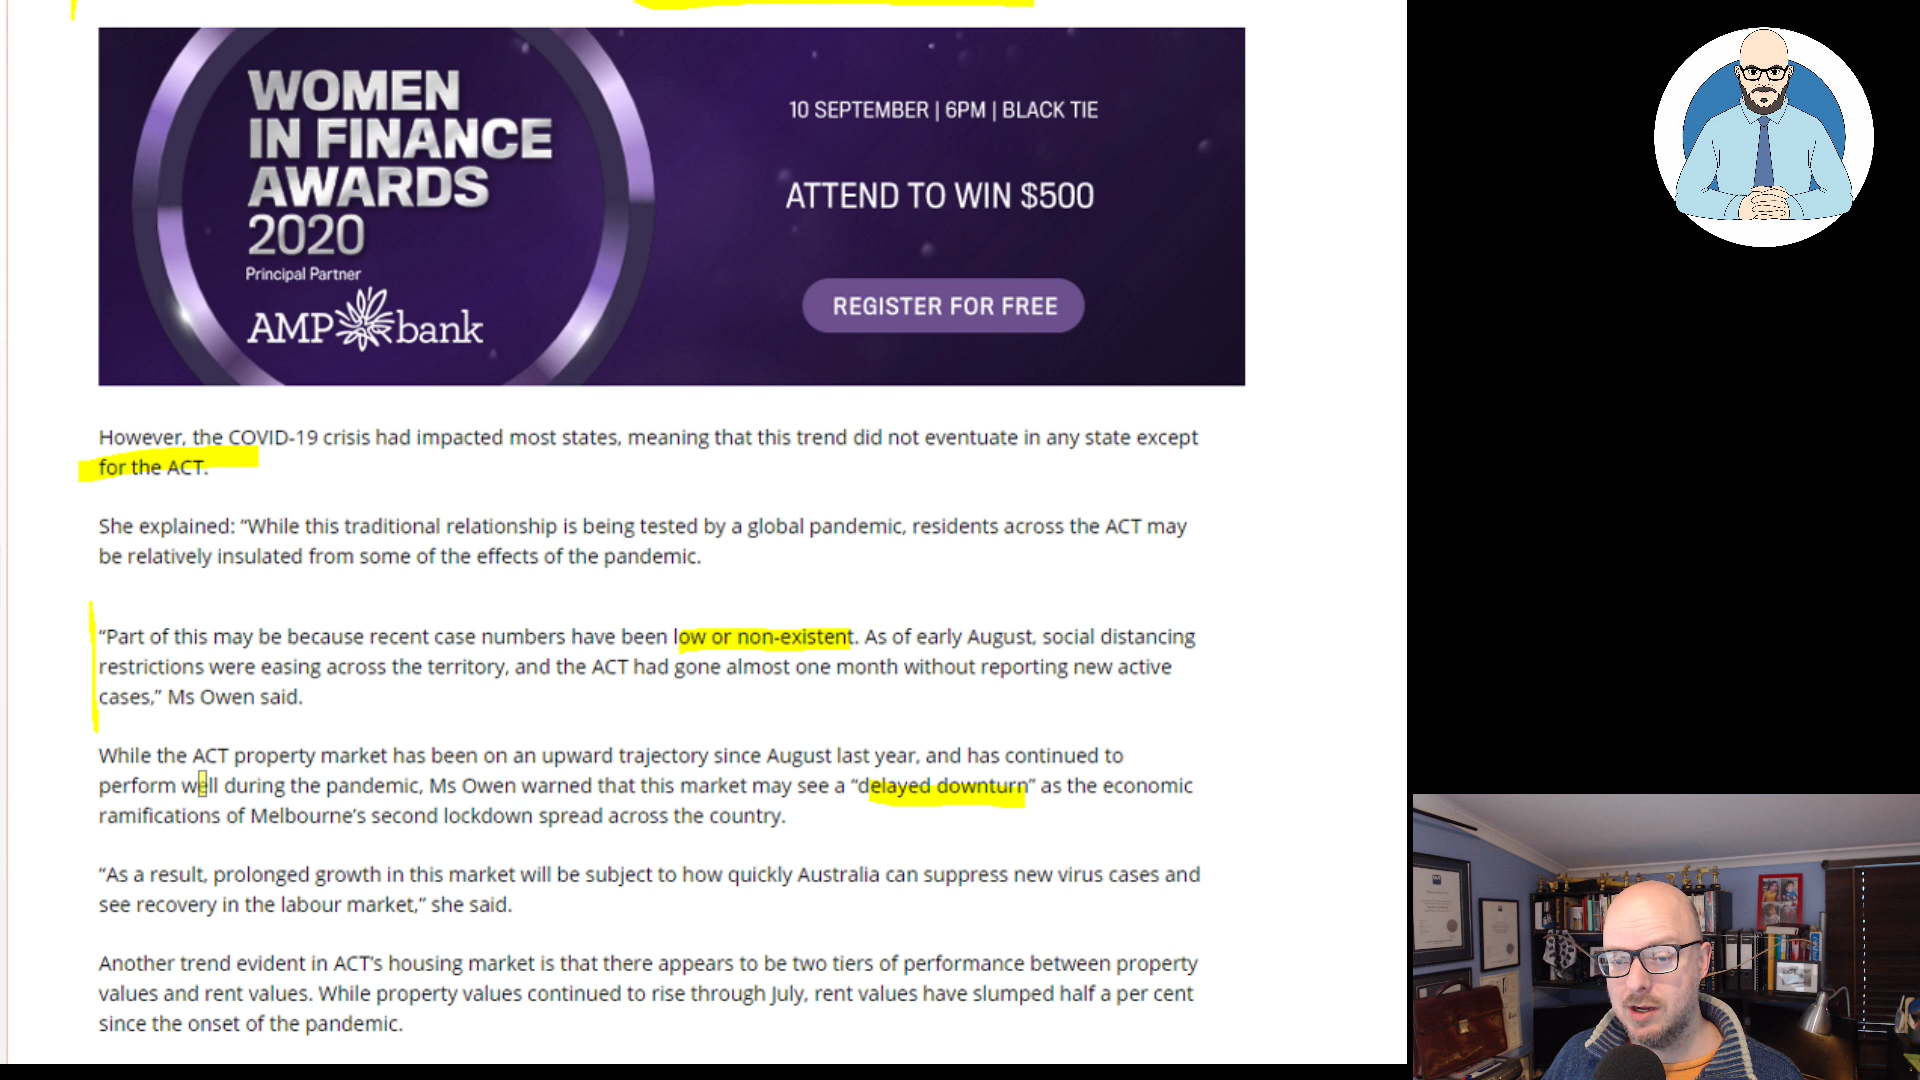 WOMEN
IN FINANCE
AWARDS
2020
Principal Partner
AMP bank
10 SEPTEMBER | 6PM | BLACK TIE
ATTEND TO WIN $500
REGISTER FOR FREE
However, the COVID-19 crisis had impacted most states, meaning that this trend did not eventuate in any state except
for the ACT.
She explained: “While this traditional relationship is being tested by a global pandemic, residents across the ACT may
be relatively insulated from some of the effects of the pandemic.
“Part of this may be because recent case numbers have been low or non-existent. As of early August, social distancing
restrictions were easing across the territory, and the ACT had gone almost one month without reporting new active
cases,” Ms Owen said.
While the ACT property market has been on an upward trajectory since August last year, and has continued to
perform well during the pandemic, Ms Owen warned that this market may see a “delayed downturn” as the economic
ramifications of Melbourne’s second lockdown spread across the country.
“As a result, prolonged growth in this market will be subject to how quickly Australia can suppress new virus cases and
see recovery in the labour market,” she said.
Another trend evident in ACT’s housing market is that there appears to be two tiers of performance between property
values and rent values. While property values continued to rise through July, rent values have slumped half a per cent
since the onset of the pandemic.